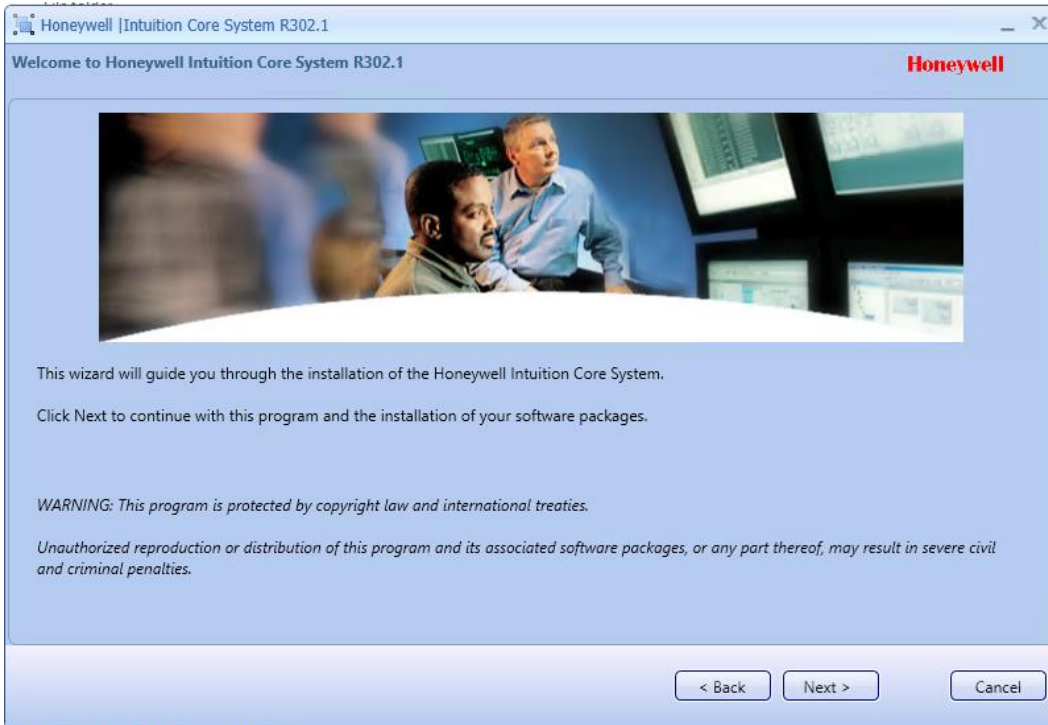 Honeywell |Intuition Core System R302.1
Welcome to Honeywell Intuition Core System R302.1
Honeywell
This wizard will guide you through the installation of the Honeywell Intuition Core System.
Click Next to continue with this program and the installation of your software packages.
WARNING: This program is protected by copyright law and international treaties.
Unauthorized reproduction or distribution of this program and its associated software packages, or any part thereof, may result in severe civil
and criminal penalties.
< Back
Next >
Cancel